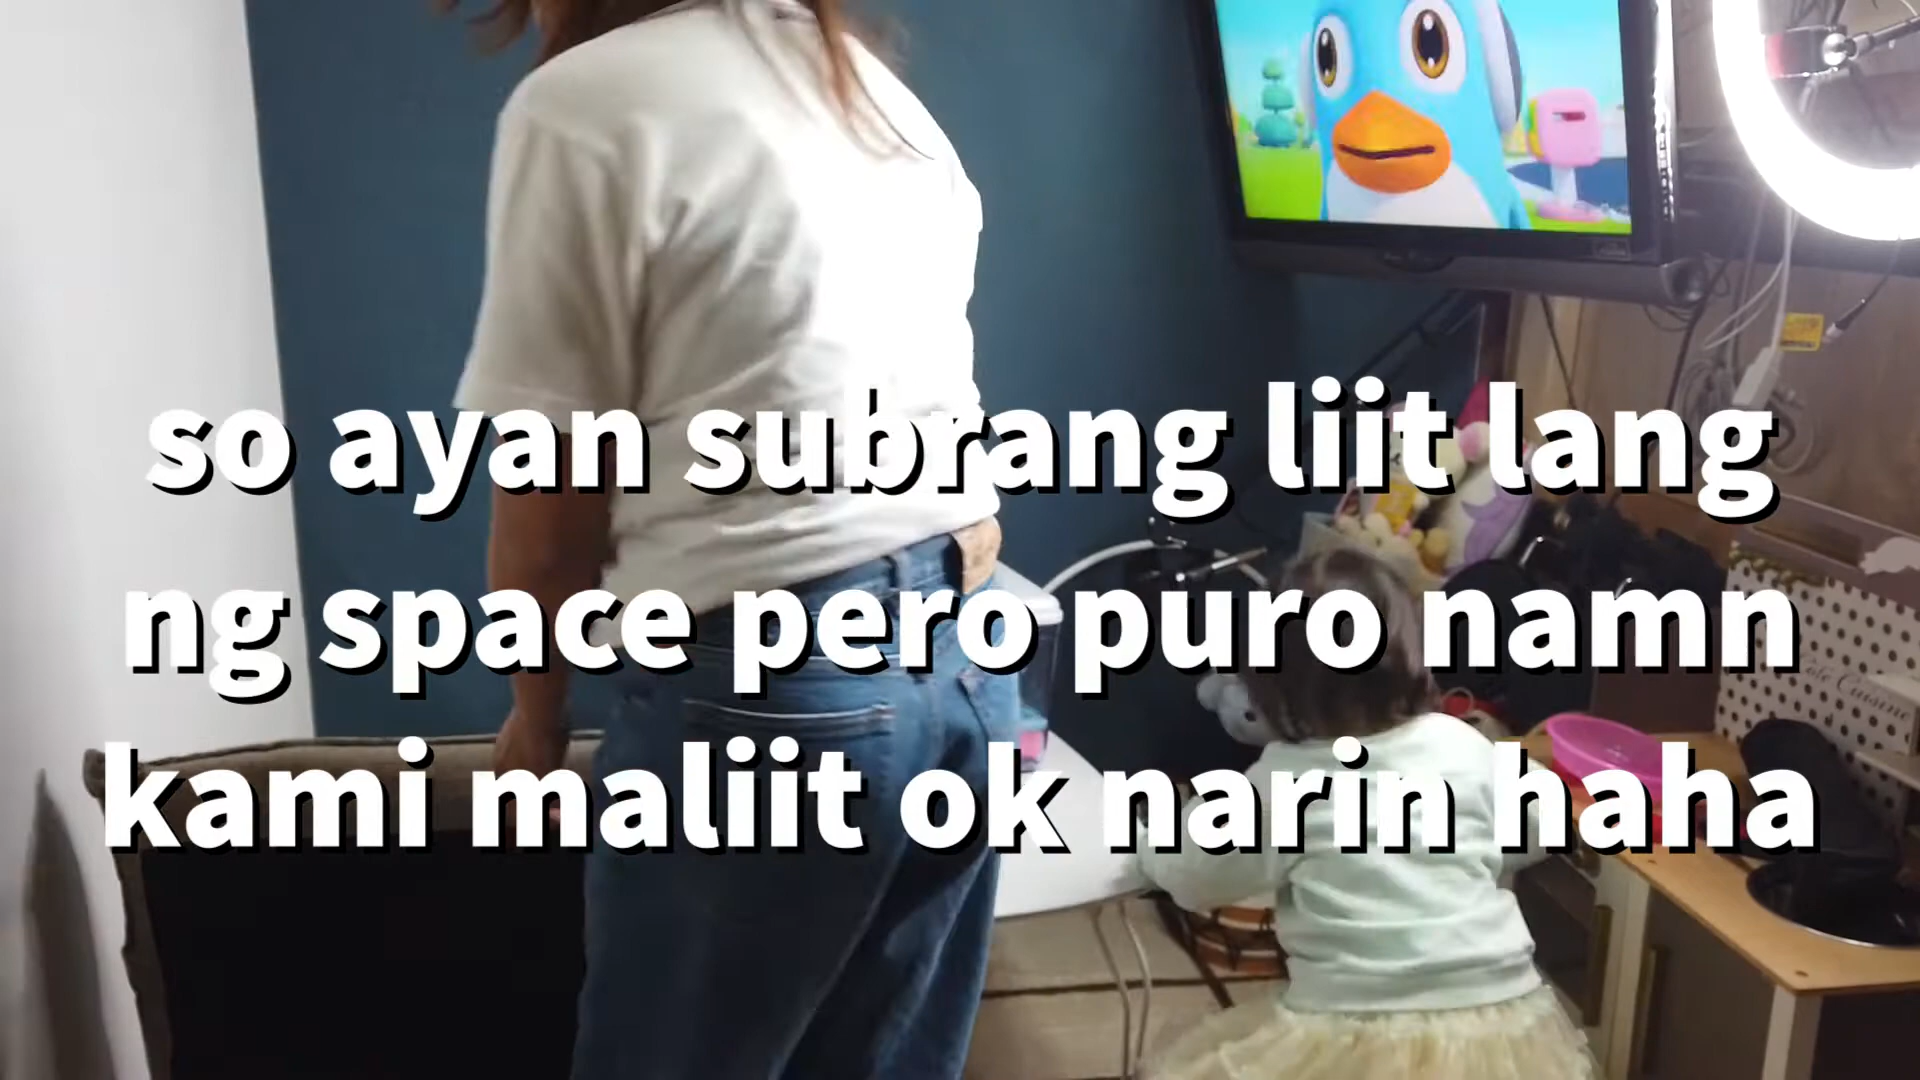 so ayan subrang liit lang
ng space pero puro namn
kami maliit ok narin haha